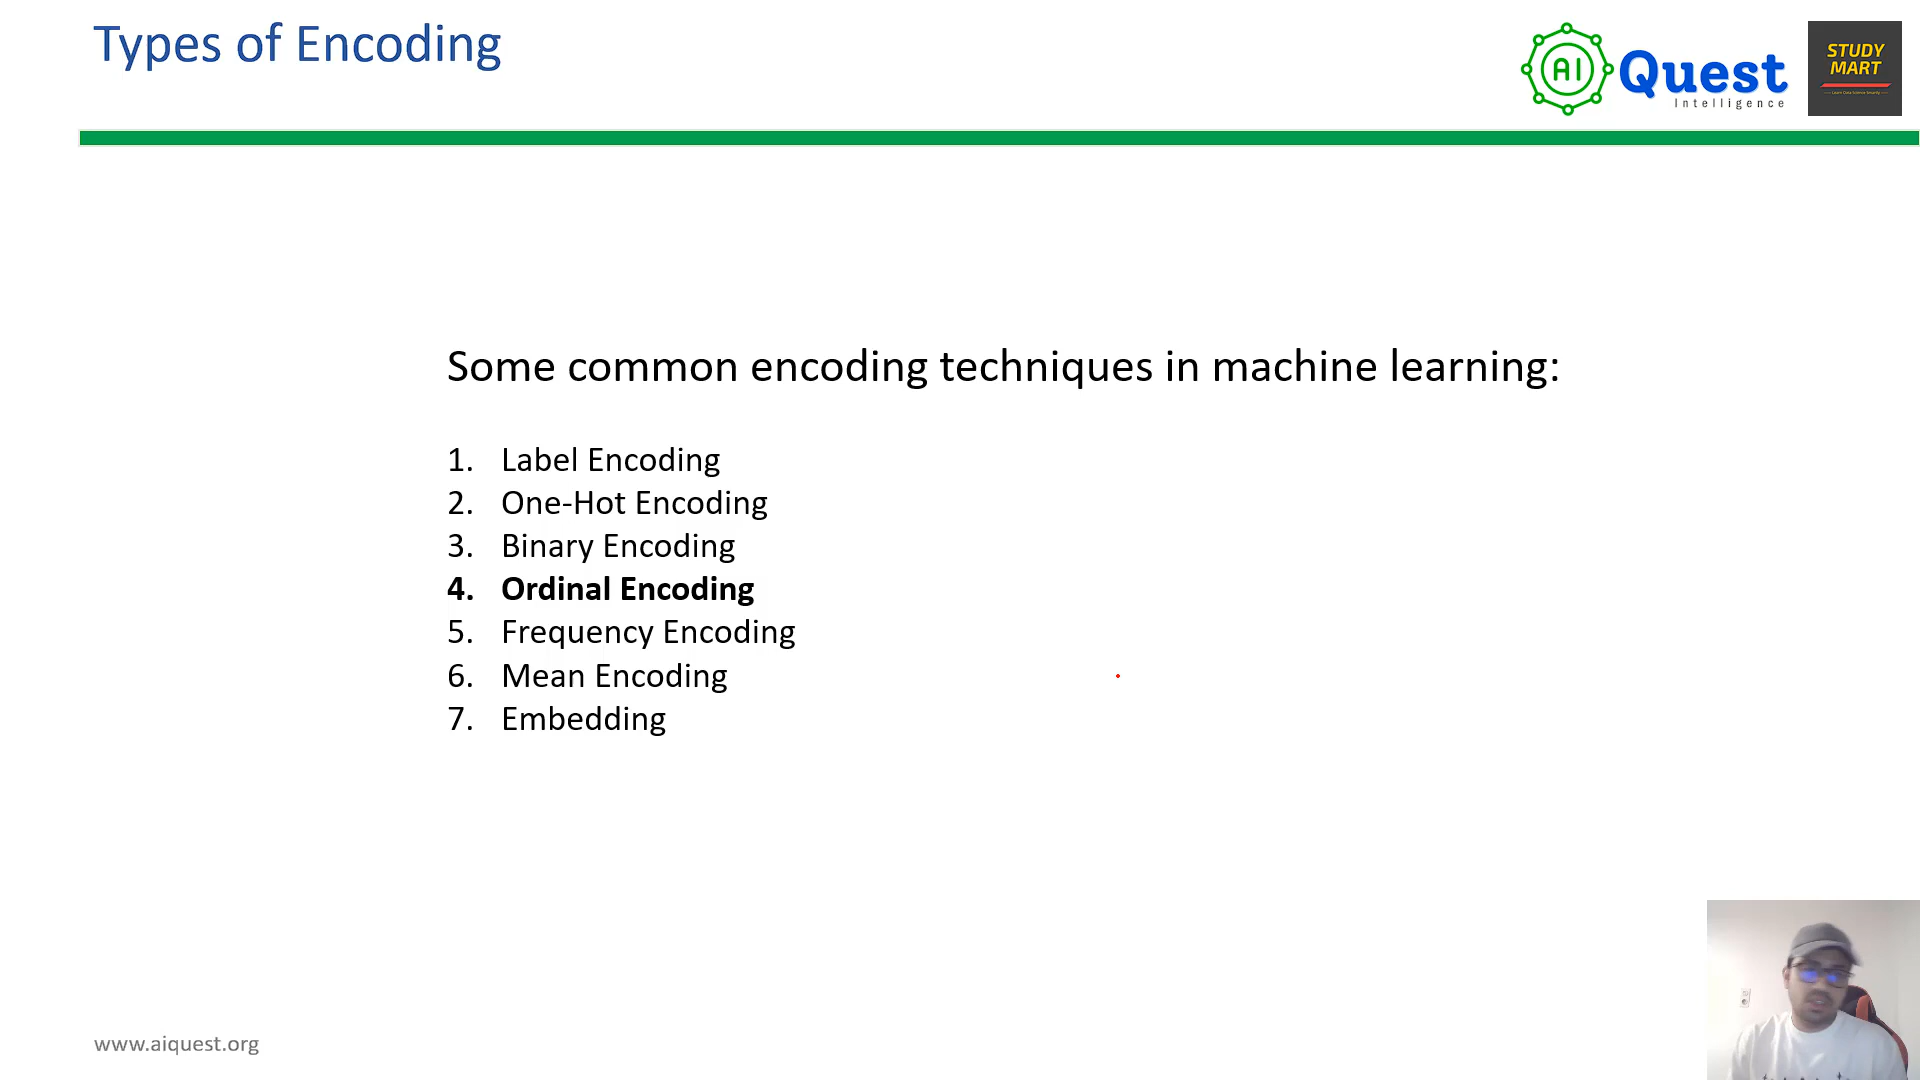 Types of Encoding
AI Quest
Intelligence
STUDY
MART
Some common encoding techniques in machine learning:
1. Label Encoding
2. One-Hot Encoding
3. Binary Encoding
4. Ordinal Encoding
5. Frequency Encoding
6. Mean Encoding
7. Embedding
www.aiquest.org